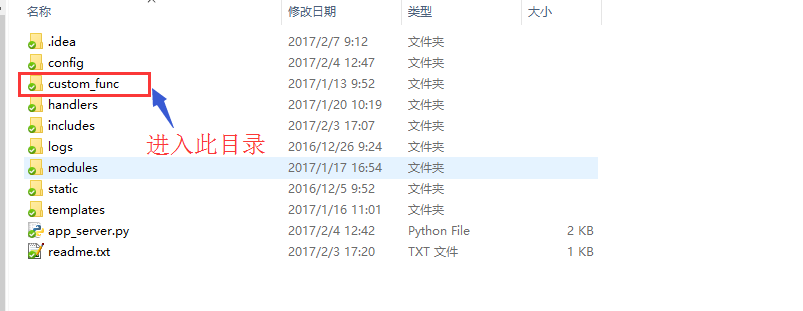 名称 修改日期 类型 大小
.idea 2017/2/7 9:12 文件夹
config 2017/2/4 12:47 文件夹
custom_func 2017/1/13 9:52 文件夹
handlers 2017/1/20 10:19 文件夹
includes 2017/2/3 17:07 文件夹
logs 2016/12/26 9:24 文件夹
进入此目录
modules 2017/1/17 16:54 文件夹
static 2016/12/5 9:52 文件夹
templates 2017/1/16 11:01 文件夹
app_server.py 2017/2/4 12:42 Python File 2 KB
readme.txt 2017/2/3 17:20 TXT 文件 1 KB